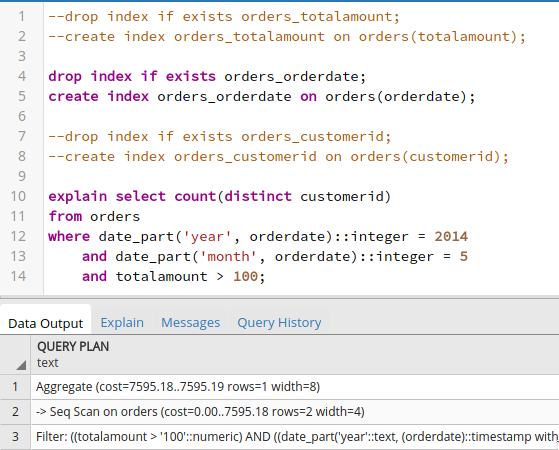 1 --drop index if exists orders_totalamount;
2 --create index orders_totalamount on orders(totalamount);
3
4 drop index if exists orders_orderdate;
5 create index orders_orderdate on orders(orderdate);
6
7 --drop index if exists orders_customerid;
8 --create index orders_customerid on orders(customerid);
9
10 explain select count(distinct customerid)
11 from orders
12 where date_part('year', orderdate)::integer = 2014
13 and date_part('month', orderdate)::integer = 5
14 and totalamount > 100;
Data Output Explain Messages Query History
QUERY PLAN
text
1 Aggregate (cost=7595.18..7595.19 rows=1 width=8)
2 -> Seq Scan on orders (cost=0.00..7595.18 rows=2 width=4)
3 Filter: ((totalamount > '100'::numeric) AND ((date_part('year'::text, (orderdate)::timestamp with